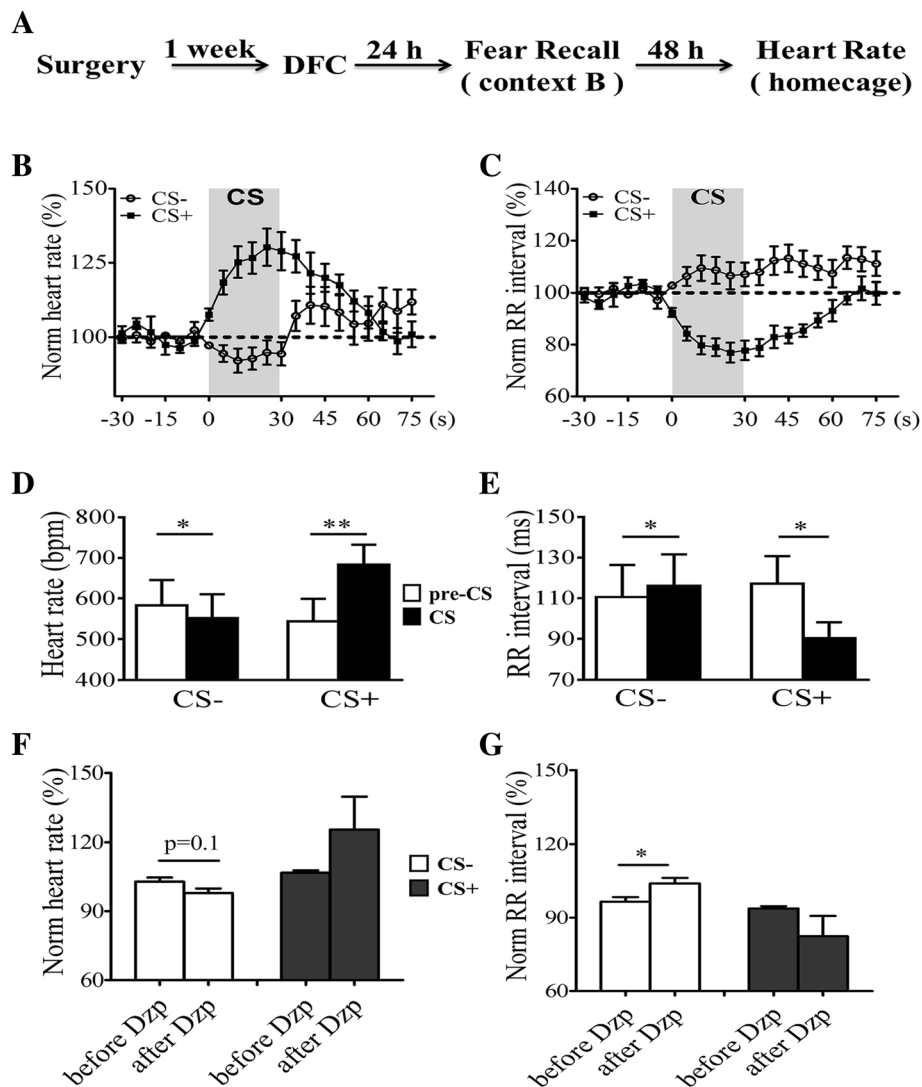 A
Surgery 1 week DFC 24 h Fear Recall 48 h Heart Rate
( context B ) ( homecage)
B
Norm heart rate (%)
150
125
100
CS-
CS+
CS
-30 -15 0 15 30 45 60 75 (s)
C
Norm RR interval (%)
140
120
100
80
60
CS-
CS+
CS
-30 -15 0 15 30 45 60 75 (s)
D
Heart rate (bpm)
800
700
600
500
400
*
**
pre-CS
CS
CS- CS+
E
RR interval (ms)
150
130
110
90
70
*
*
CS- CS+
F
Norm heart rate (%)
150
120
90
60
p=0.1
CS-
CS+
before Dzp after Dzp before Dzp after Dzp
G
Norm RR interval (%)
150
120
90
60
*
before Dzp after Dzp before Dzp after Dzp